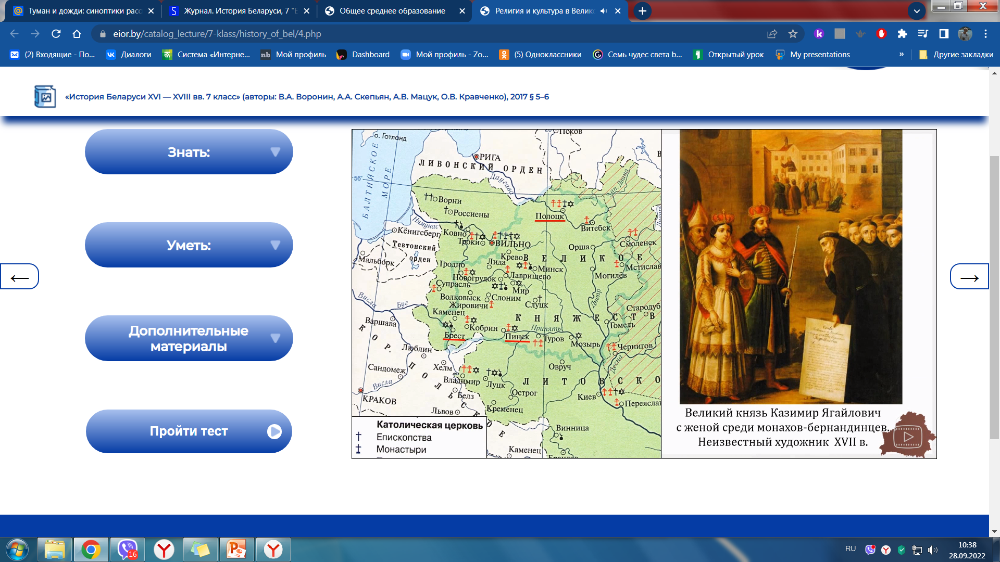 Туман и дожди: синоптики расс
Журнал. История Беларуси, 7 "Б
Общее среднее образование
Религия и культура в Велик
eior.by/catalog_lecture/7-klass/history_of_bel/4.php
(2) Входящие - По...
Диалоги
Система «Интерне...
nb
Мой профиль
Dashboard
Мой профиль - Zo...
(5) Одноклассники
Семь чудес света b...
Открытый урок
My presentations
»
Другие закладки
«История Беларуси XVI — XVIII вв. 7 класс» (авторы: В.А. Воронин, А.А. Скепьян, А.В. Мацук, О.В. Кравченко), 2017 § 5–6
Знать:
Уметь:
Дополнительные
материалы
Пройти тест
←
→
о. Готланд
Псков
БАЛТИЙСКОЕ
МОРЕ
РИГА
ЛИВОНСКИЙ ОРДЕН
Даугава
Зап. Двина
56°
Ворни
Россиены
Полоцк
Витебск
Нямунас
Кёнигсберг
Ковно
Троки
ВИЛЬНО
Смоленск
Тевтонский
орден
Орша
Мальборк
Крево
ВЕЛИКОЕ
Гродно
Лида
Минск
Мстислав
Новогрудок
Лавришево
Могилёв
Супрасль
Мир
Волковыск
Слоним
Слуцк
Днепр
Висла
Буг
Жировичи
Стародуб
Каменец
КНЯЖЕСТВ
Варшава
Кобрин
Припять
Гомель
Брест
Пинск
Туров
Мозырь
Чернигов
КОР. ПОЛЬСКОЕ
Люблин
Десна
Сандомеж
Хелм
Овруч
Висла
Владимир
Луцк
ЛИТОВСКО
Белз
Острог
Киев
КРАКОВ
Кременец
Переяслав
Львов
Винница
Каменец
Католическая церковь
Епископства
Монастыри
Великий князь Казимир Ягайлович
с женой среди монахов-бернандинцев.
Неизвестный художник XVII в.
16
RU
10:38
28.09.2022